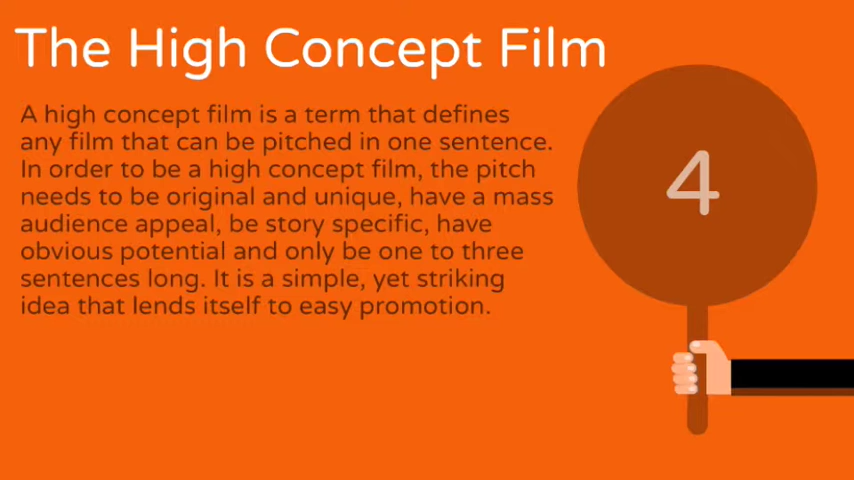 The High Concept Film
A high concept film is a term that defines
any film that can be pitched in one sentence.
In order to be a high concept film, the pitch
needs to be original and unique, have a mass
audience appeal, be story specific, have
obvious potential and only be one to three
sentences long. It is a simple, yet striking
idea that lends itself to easy promotion.
4